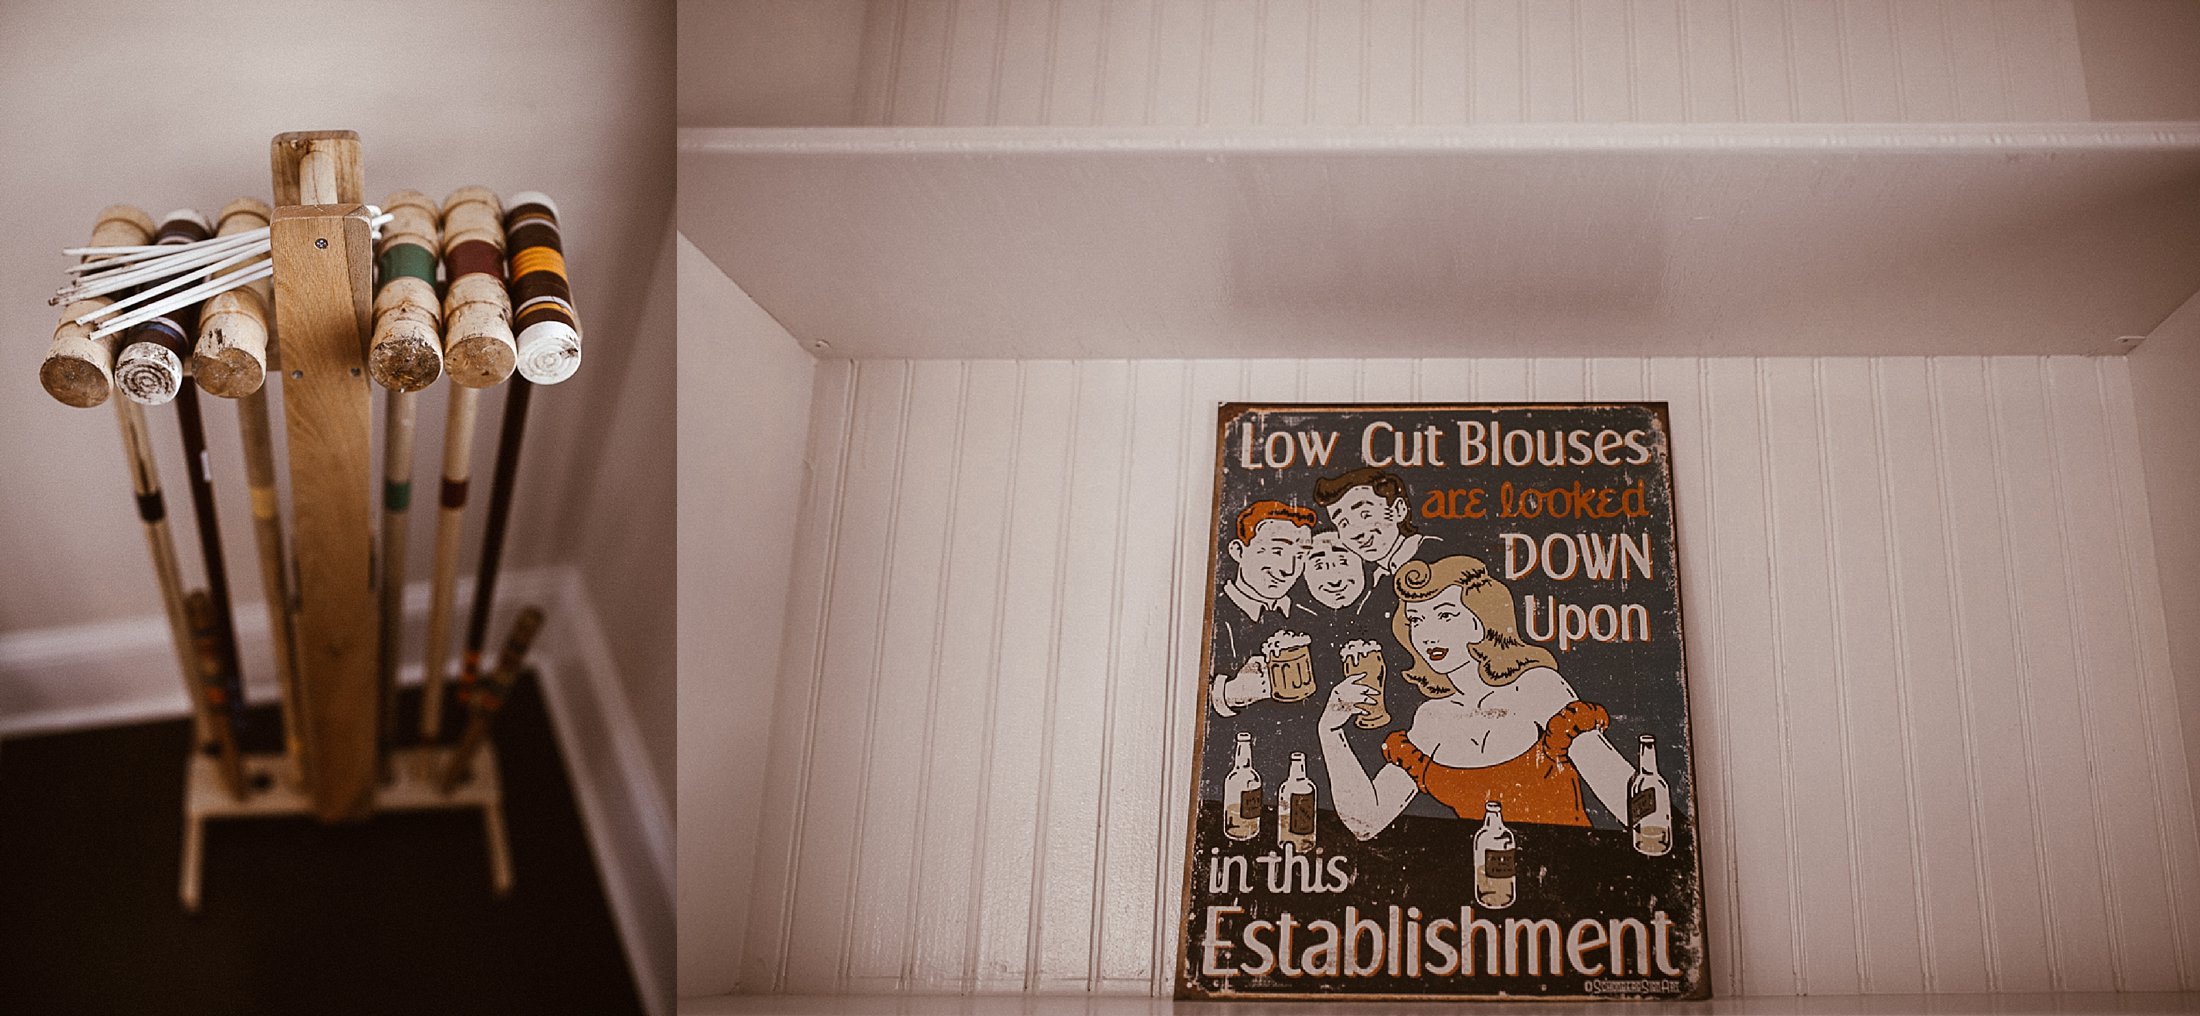 Low Cut Blouses
are looked
DOWN
Upon
in this
Establishment